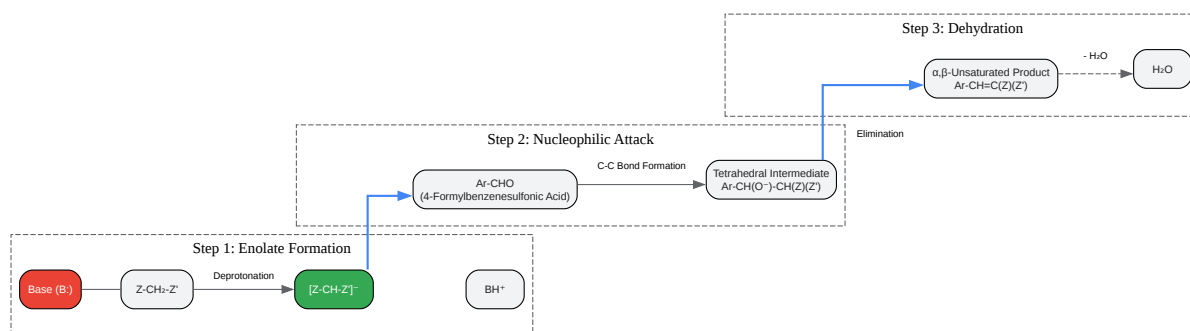 Step 3: Dehydration
α,β-Unsaturated Product
Ar-CH=C(Z)(Z')
- H₂O
H₂O
Elimination
Step 2: Nucleophilic Attack
Ar-CHO
(4-Formylbenzenesulfonic Acid)
C-C Bond Formation
Tetrahedral Intermediate
Ar-CH(O⁻)-CH(Z)(Z')
Step 1: Enolate Formation
Base (B:)
Z-CH₂-Z'
Deprotonation
[Z-CH-Z']⁻
BH⁺